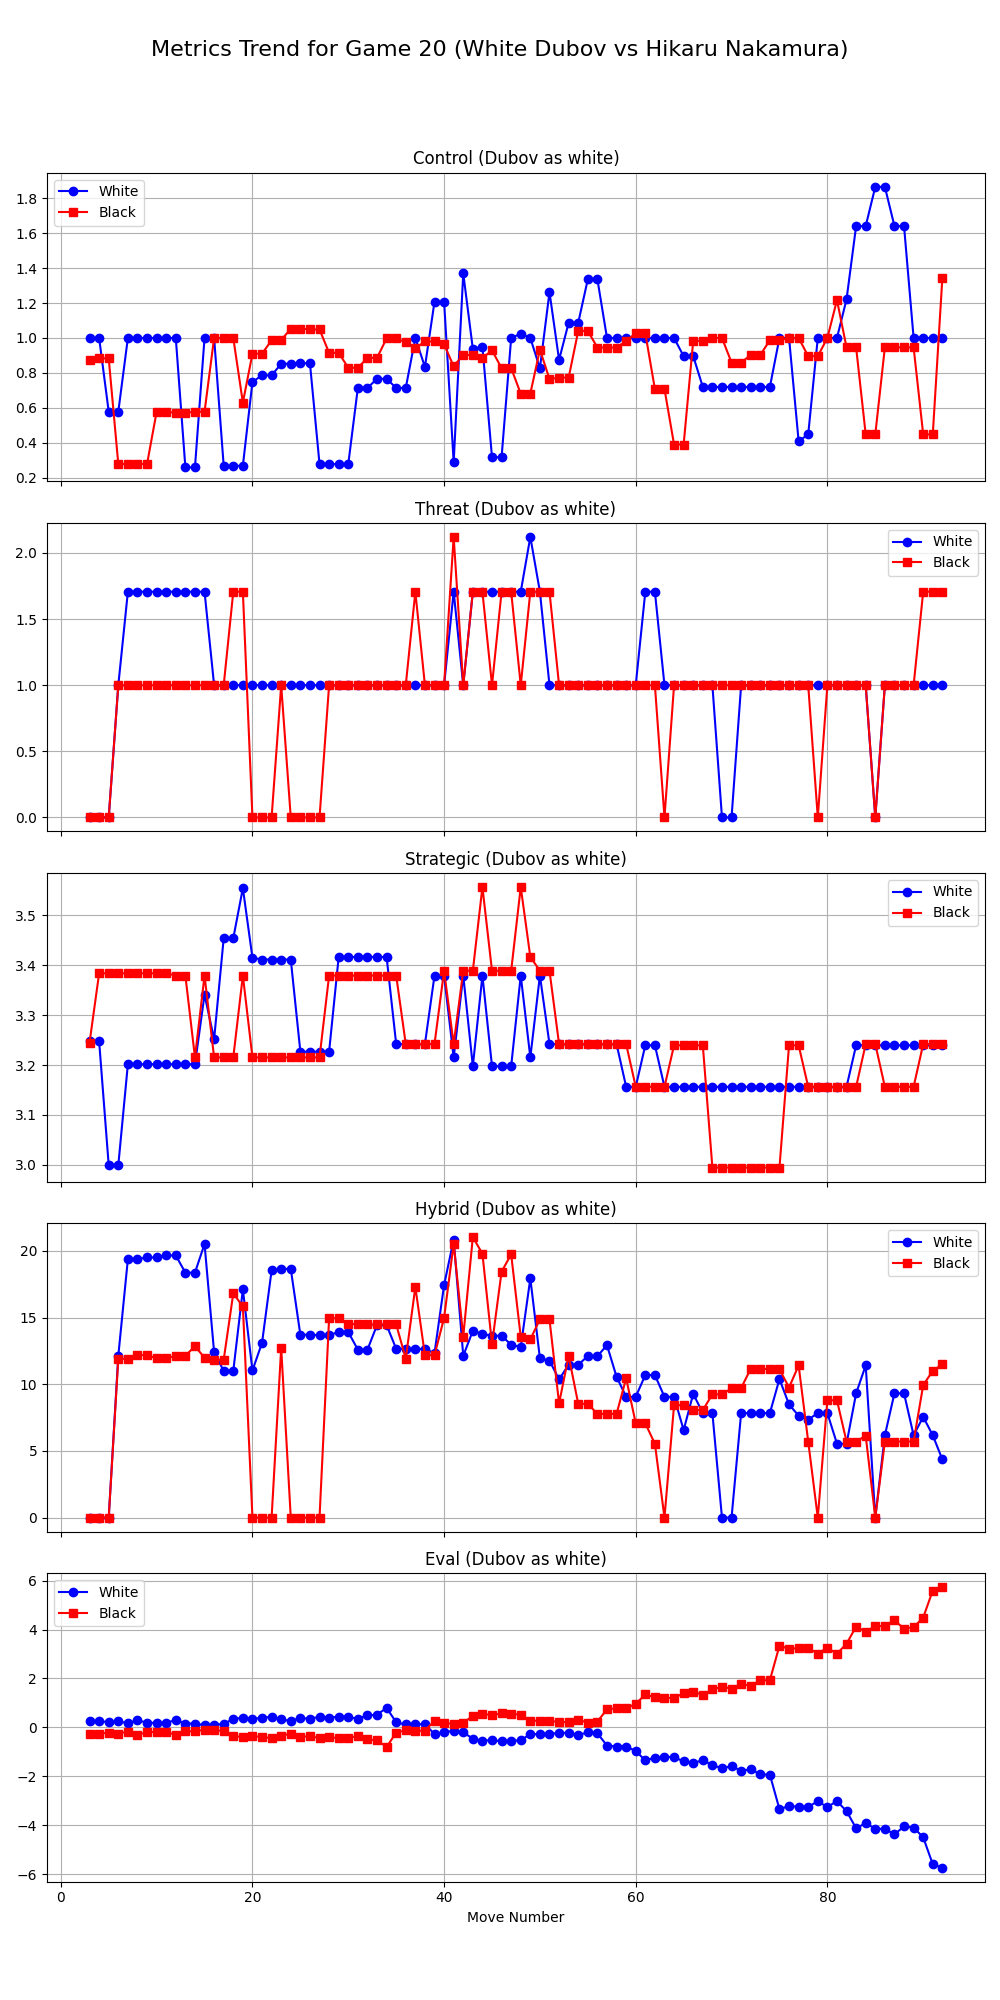 Metrics Trend for Game 20 (White Dubov vs Hikaru Nakamura)
Control (Dubov as white)
White
Black
1.8
1.6
1.4
1.2
1.0
0.8
0.6
0.4
0.2
Threat (Dubov as white)
White
Black
2.0
1.5
1.0
0.5
0.0
Strategic (Dubov as white)
White
Black
3.5
3.4
3.3
3.2
3.1
3.0
Hybrid (Dubov as white)
White
Black
20
15
10
5
0
Eval (Dubov as white)
White
Black
6
4
2
0
−2
−4
−6
0 20 40 60 80
Move Number